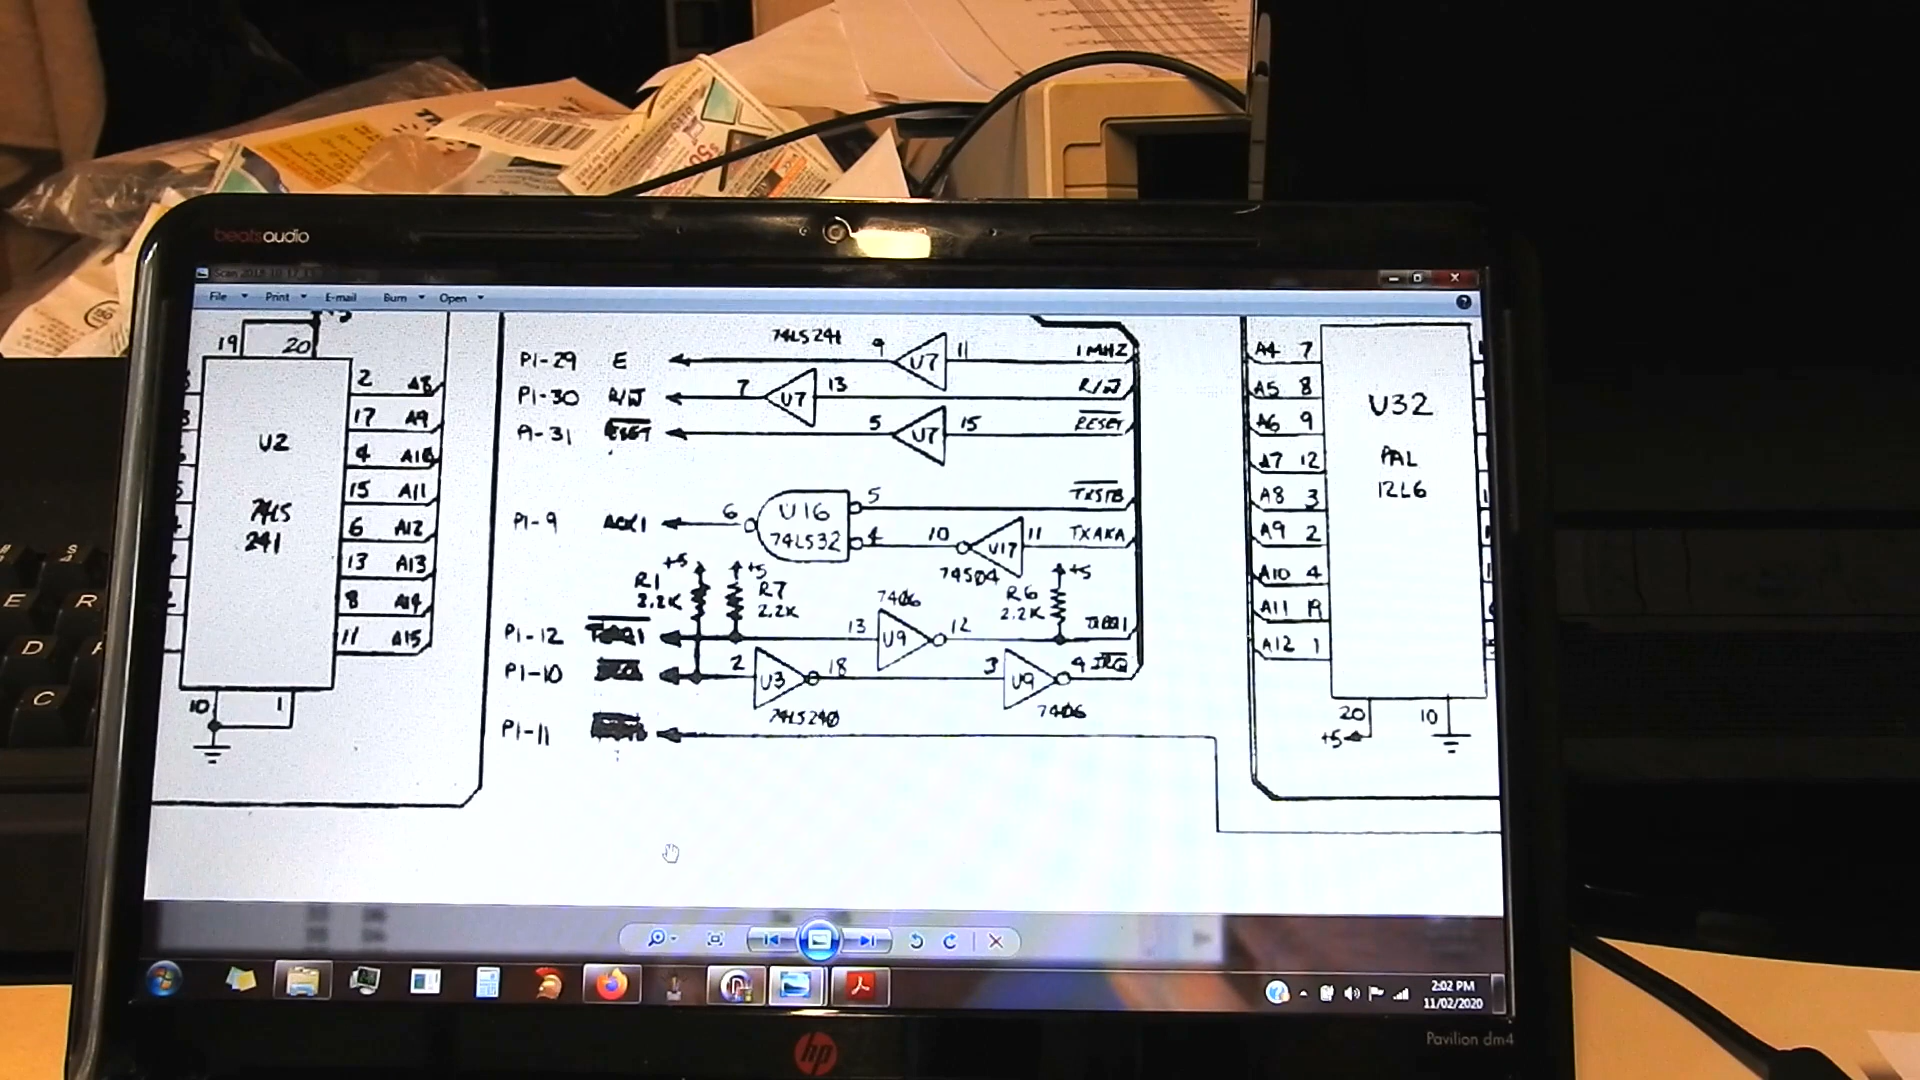 beatsaudio
File Print E-mail Burn Open
19 20
U2
74LS
241
2 A8
17 A9
4 A10
15 A11
6 A12
13 A13
8 A14
11 A15
10 1
74LS241
P1-29 E 9 U7 11 1MHZ
P1-30 R/W 7 U7 13 R/W
P1-31 5 U7 15 RESET
P1-9 ACK1 6 U16 5 TXSTB
74LS32 4 10 U17 11 TXAKA
74S04
+5 +5 +5
R1
2.2K
R7
2.2K
7406
R6
2.2K
P1-12 13 U9 12
P1-10 2 U3 18 3 U9 4 IRQ
74LS240 7406
P1-11
A4 7
A5 8
A6 9
A7 12
A8 3
A9 2
A10 4
A11 19
A12 1
U32
PAL
12L6
20 10
+5
2:02 PM
11/02/2020
hp
Pavilion dm4
$50
E R
S
D
C